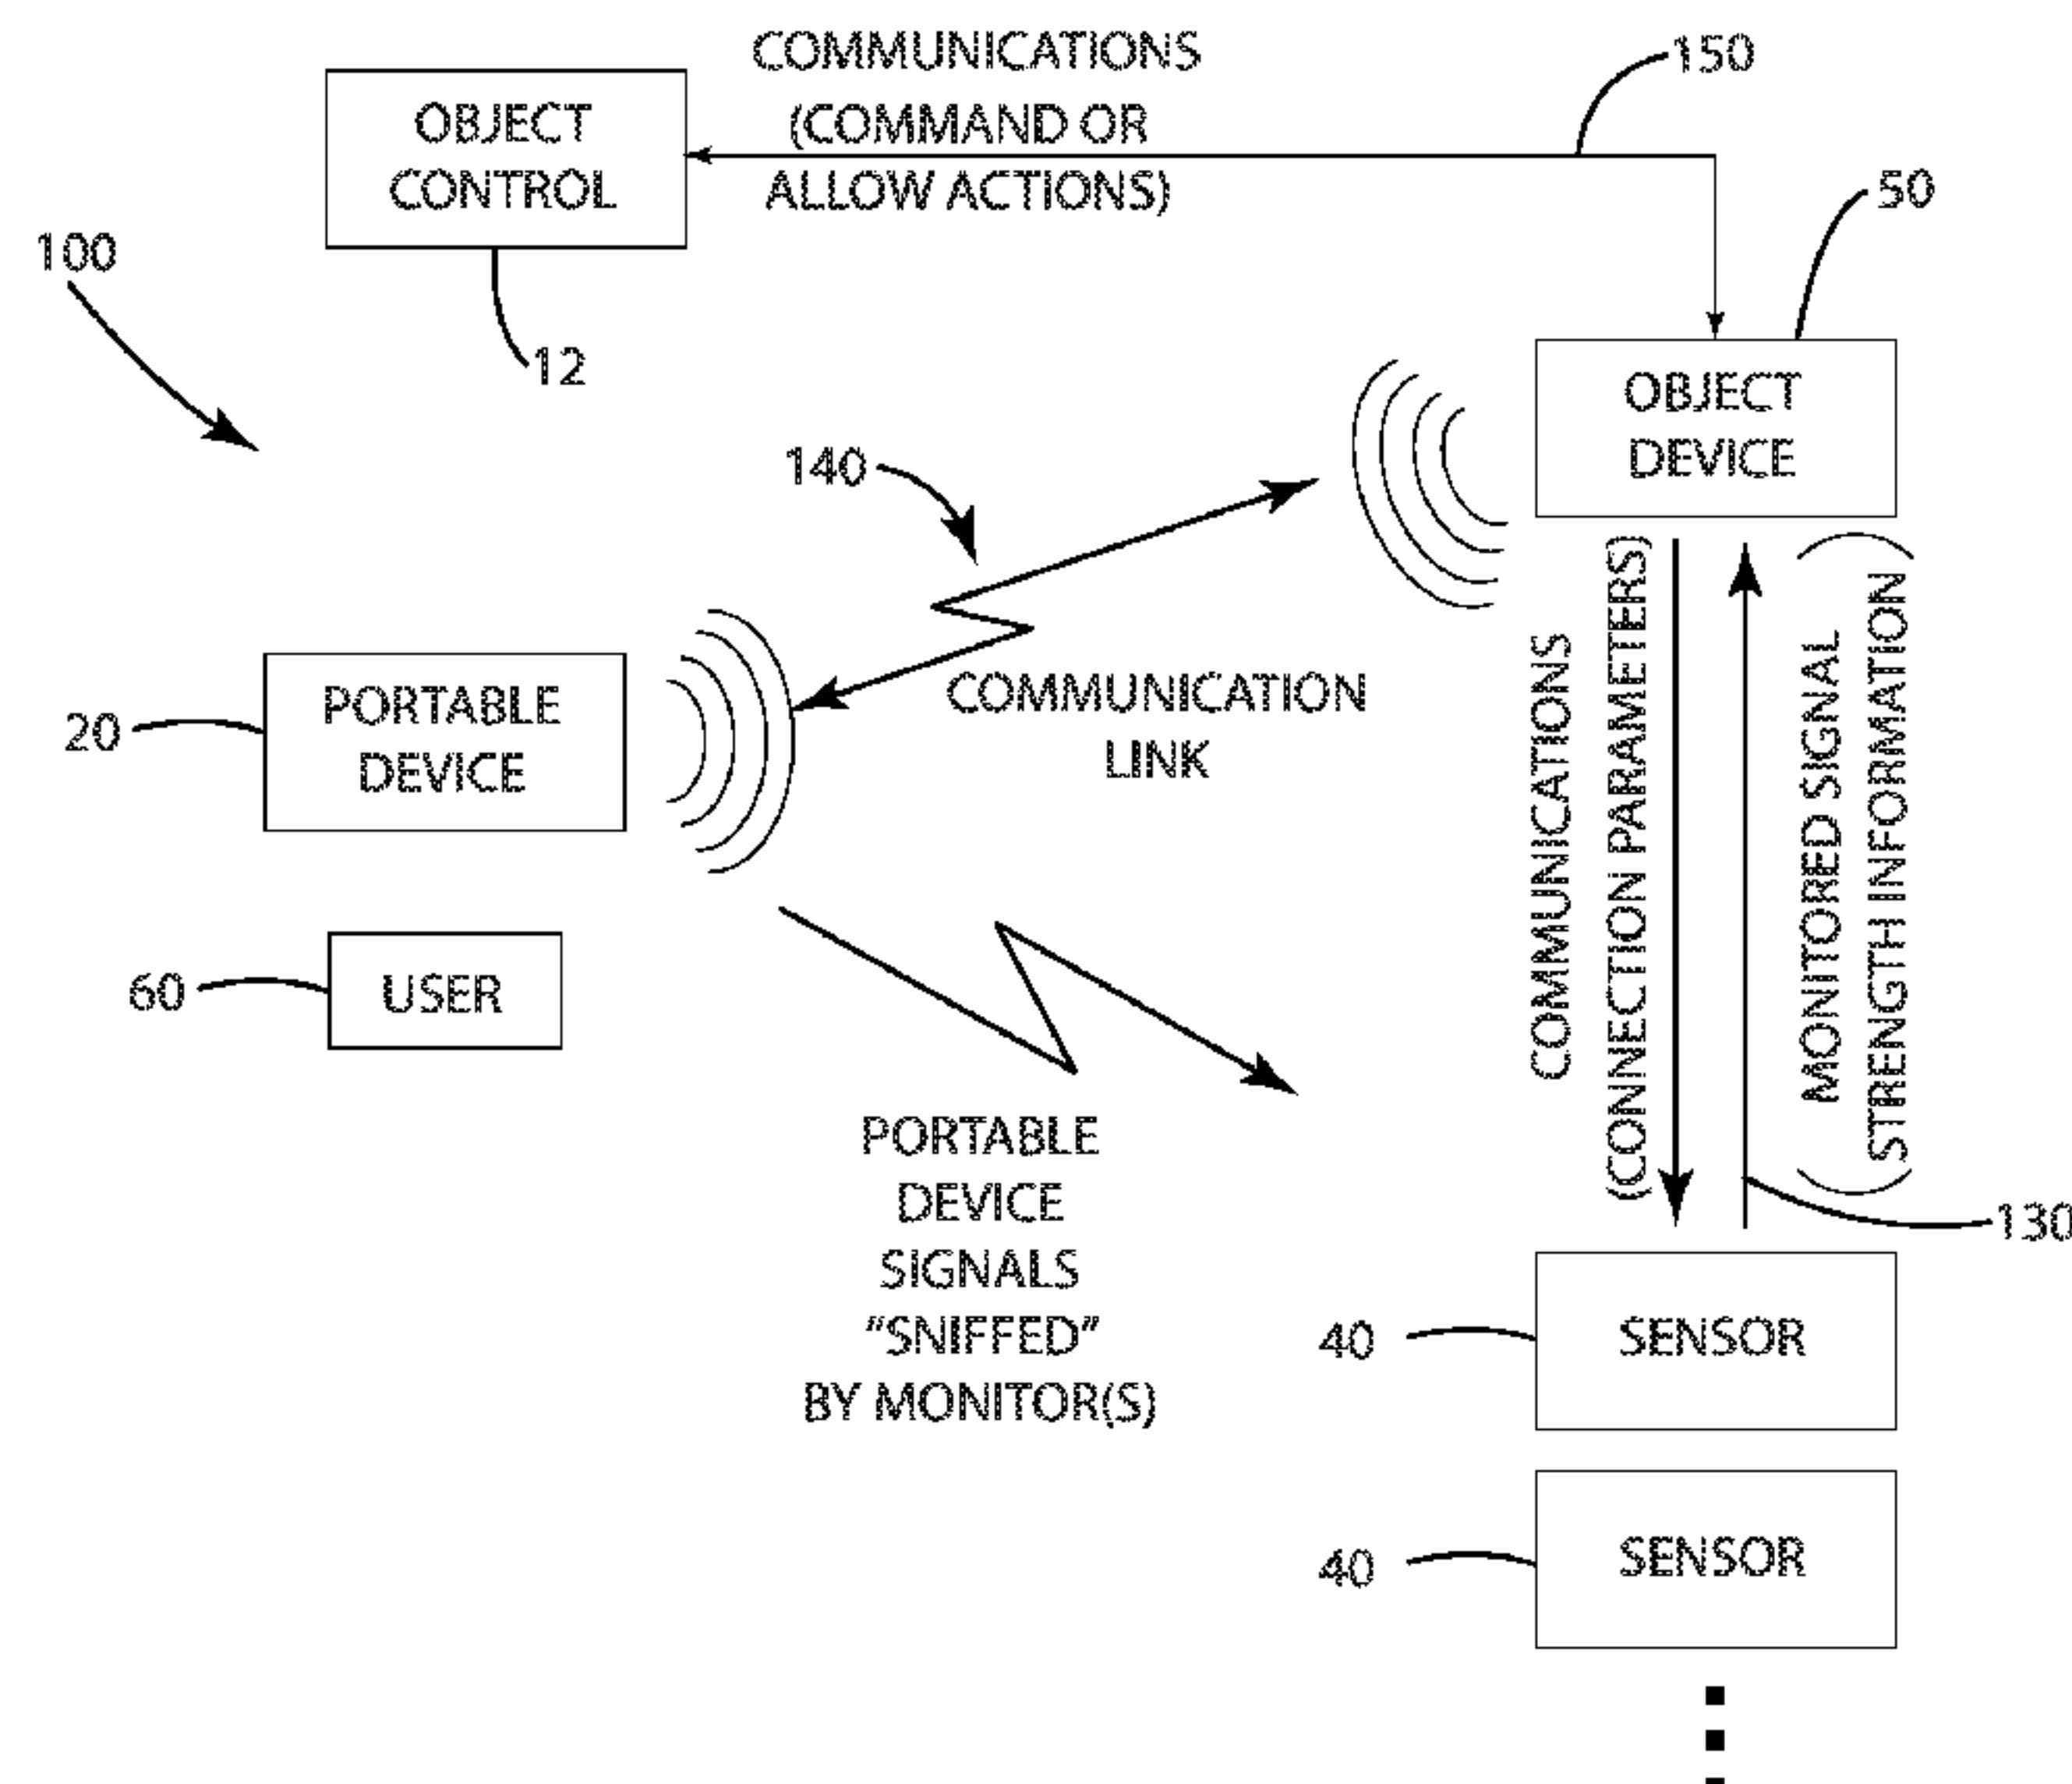 COMMUNICATIONS
(COMMAND OR
ALLOW ACTIONS)
150
OBJECT
CONTROL
12
100
50
OBJECT
DEVICE
140
COMMUNICATION
LINK
20
PORTABLE
DEVICE
60
USER
COMMUNICATIONS
(CONNECTION PARAMETERS)
MONITORED SIGNAL
STRENGTH INFORMATION
130
PORTABLE
DEVICE
SIGNALS
"SNIFFED"
BY MONITOR(S)
40
SENSOR
40
SENSOR